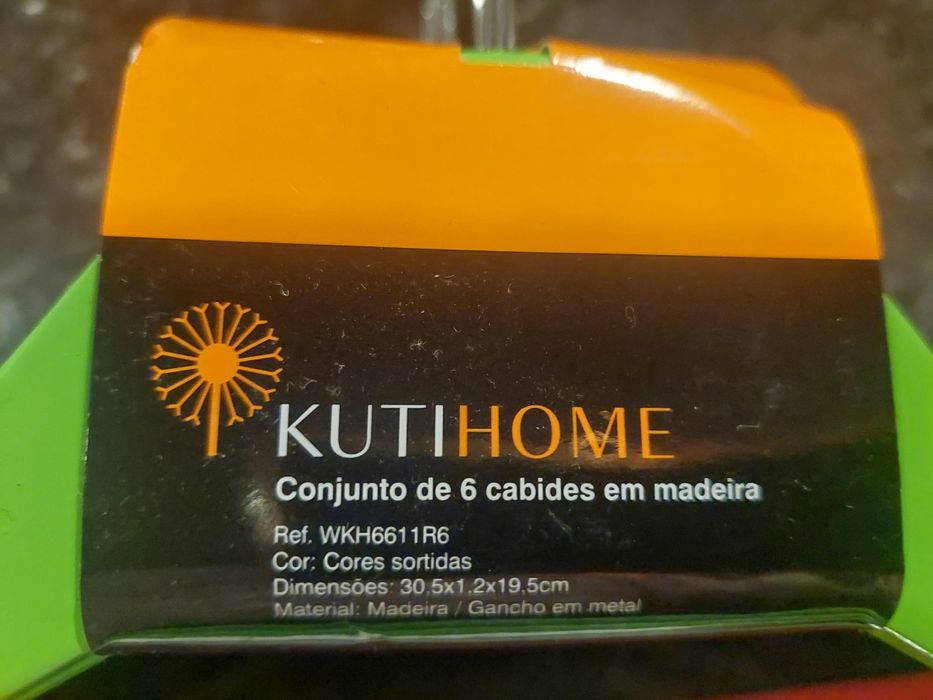 KUTIHOME
Conjunto de 6 cabides em madeira
Ref. WKH6611R6
Cor: Cores sortidas
Dimensões: 30,5x1,2x19,5cm
Material: Madeira / Gancho em metal